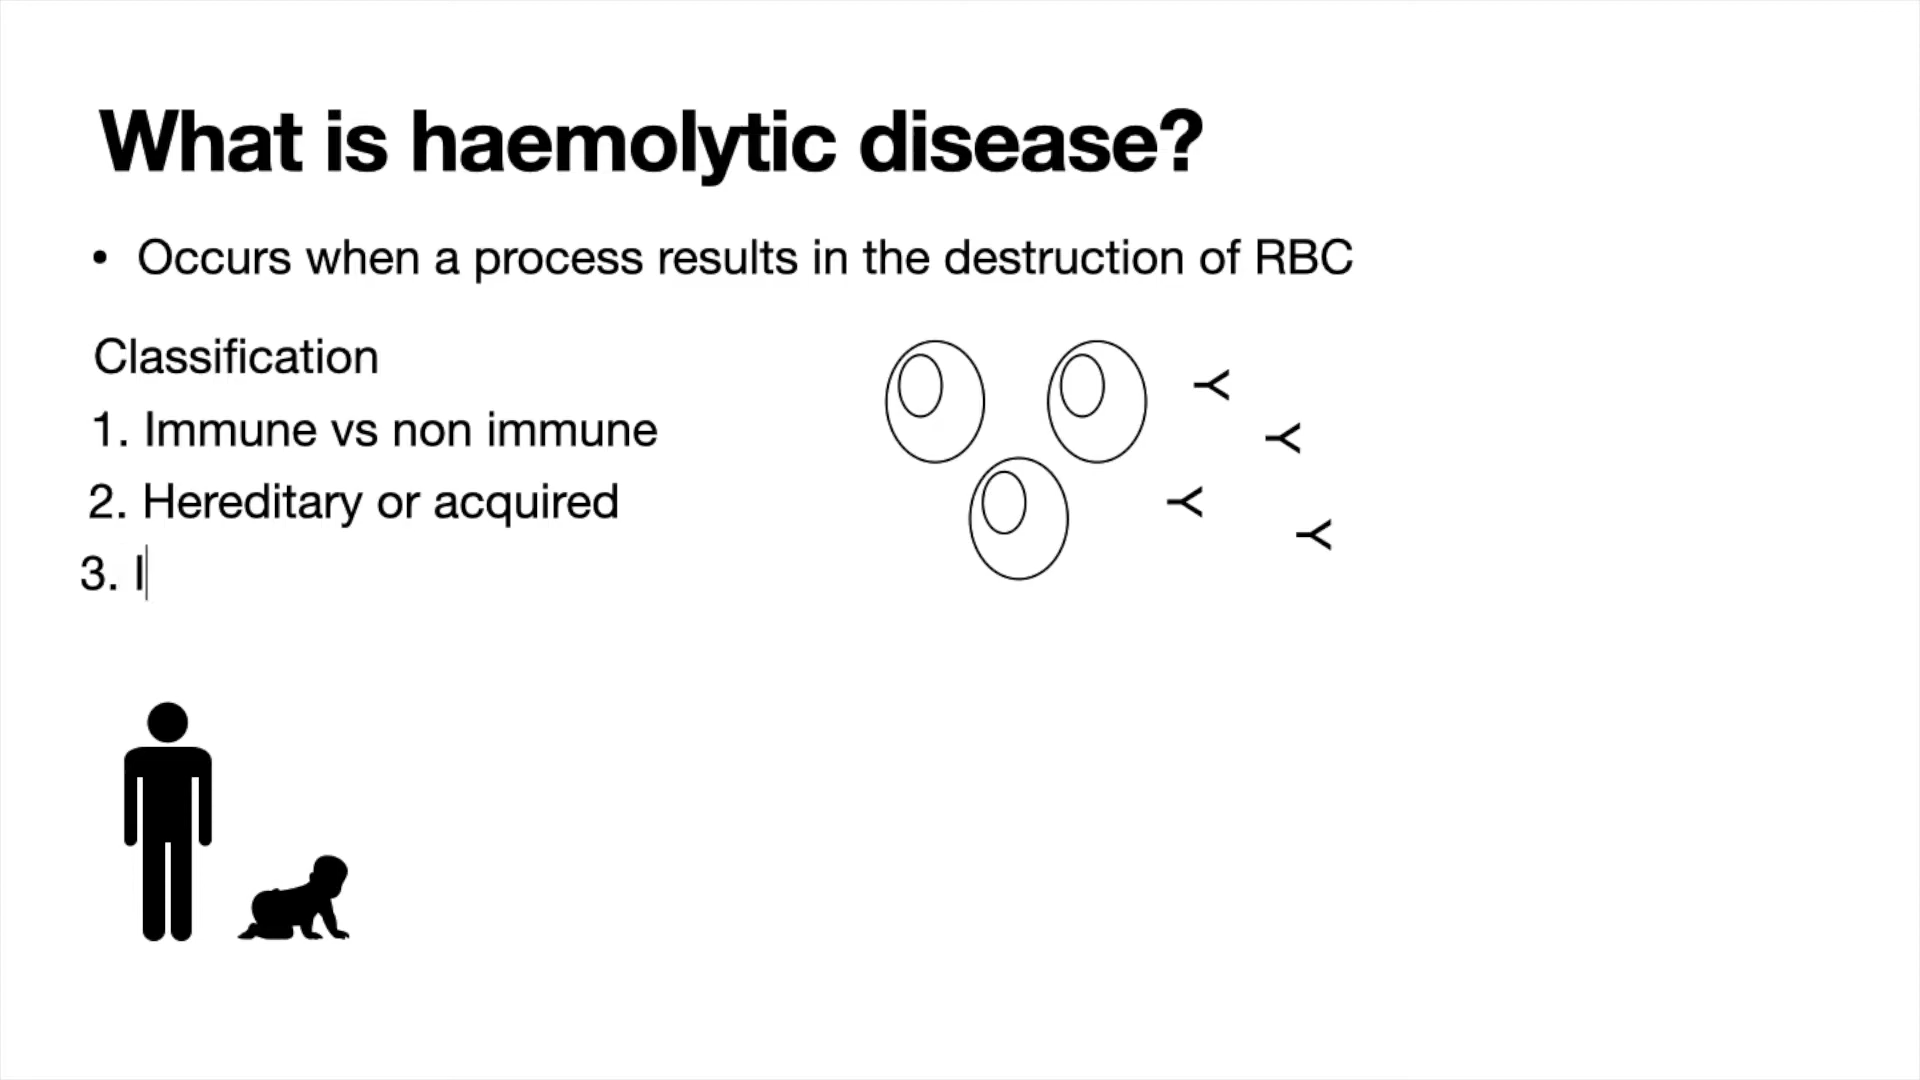 What is haemolytic disease?
• Occurs when a process results in the destruction of RBC
Classification
1. Immune vs non immune
2. Hereditary or acquired
3. I